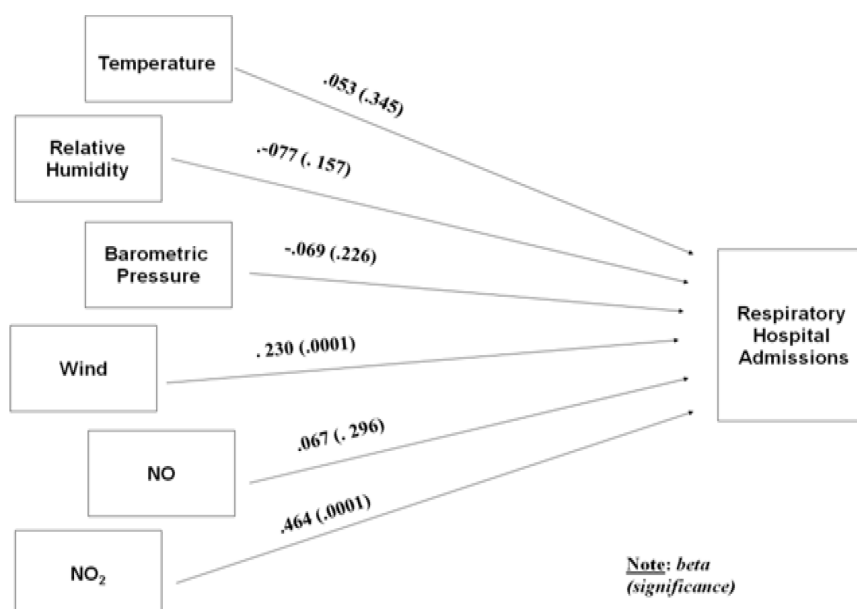 Temperature
.053 (.345)
Relative
Humidity
.-077 (. 157)
Barometric
Pressure
-.069 (.226)
Wind
. 230 (.0001)
NO
.067 (. 296)
NO₂
.464 (.0001)
Respiratory
Hospital
Admissions
Note: beta
(significance)